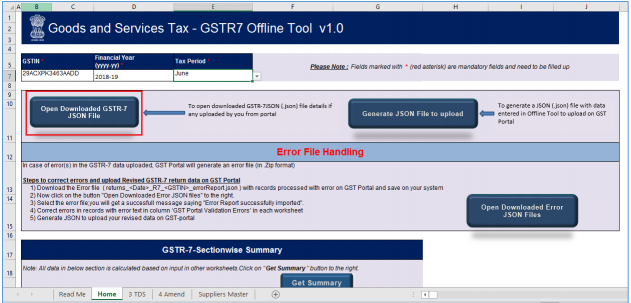 A B C D E F G H I J
1
2
3
4
5
7
8
9
10
11
12
13
14
15
16
17
18
Goods and Services Tax - GSTR7 Offline Tool v1.0
GSTIN *
Financial Year (yyyy-yy) *
Tax Period *
29ACXPK3463AADD
2018-19
June
Please Note : Fields marked with * (red asterisk) are mandatory fields and need to be filled up
Open Downloaded GSTR-7
JSON File
To open downloaded GSTR-7JSON (.json) file details if
any uploaded by you from portal
Generate JSON File to upload
To generate a JSON (.json) file with data
entered in Offline Tool to upload on GST
Portal
Error File Handling
In case of error(s) in the GSTR-7 data uploaded, GST Portal will generate an error file (in .Zip format)
Steps to correct errors and upload Revised GSTR-7 return data on GST Portal
1) Download the Error file ( returns_<Date>_R7_<GSTIN>_errorReport.json ) with records processed with error on GST Portal and save on your system
2) Now click on the button "Open Downloaded Error JSON files" to the right.
3) Select the error file;you will get a succesfull message saying "Error Report successfully imported".
4) Correct errors in records with error text in column 'GST Portal Validation Errors' in each worksheet
5) Generate JSON to upload your revised data on GST-portal
Open Downloaded Error
JSON Files
GSTR-7-Sectionwise Summary
Note: All data in below section is calculated based on input in other worksheets.Click on "Get Summary" button to the right.
Get Summary
Read Me Home 3 TDS 4 Amend Suppliers Master